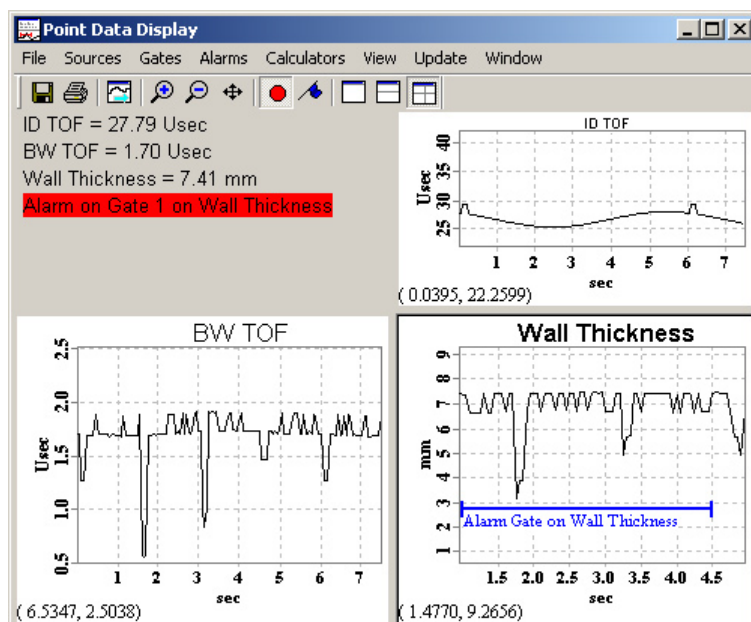 Point Data Display
File Sources Gates Alarms Calculators View Update Window
ID TOF = 27.79 Usec
BW TOF = 1.70 Usec
Wall Thickness = 7.41 mm
Alarm on Gate 1 on Wall Thickness
ID TOF
40
35
30
25
Usec
1 2 3 4 5 6 7
sec
( 0.0395, 22.2599)
BW TOF
2.5
2.0
1.5
1.0
0.5
Usec
1 2 3 4 5 6 7
sec
( 6.5347, 2.5038)
Wall Thickness
9
8
7
6
5
4
3
2
1
mm
Alarm Gate on Wall Thickness
1.5 2.0 2.5 3.0 3.5 4.0 4.5
sec
( 1.4770, 9.2656)